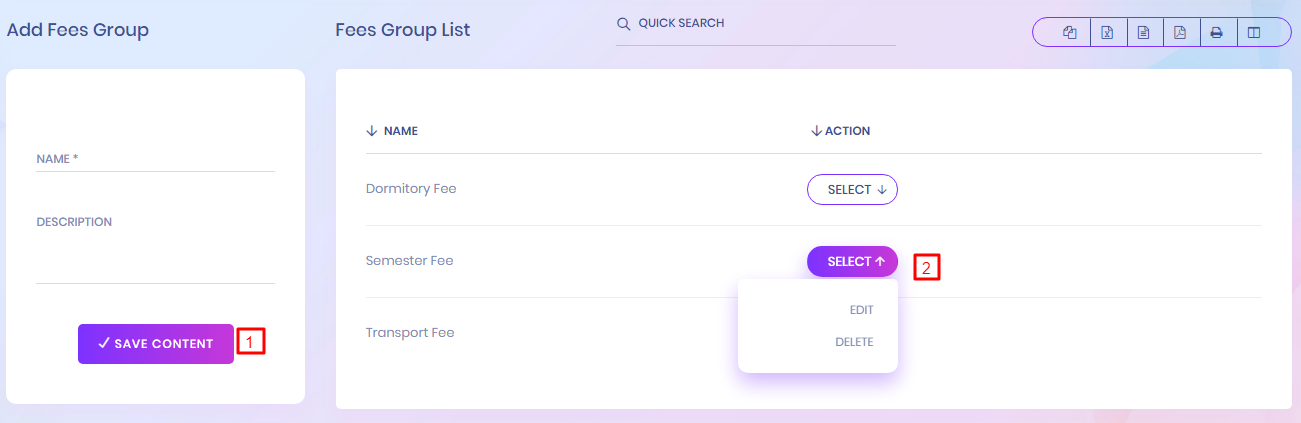 Add Fees Group
Fees Group List
QUICK SEARCH
NAME *
DESCRIPTION
SAVE CONTENT
1
NAME
ACTION
Dormitory Fee
SELECT
Semester Fee
SELECT
2
EDIT
DELETE
Transport Fee